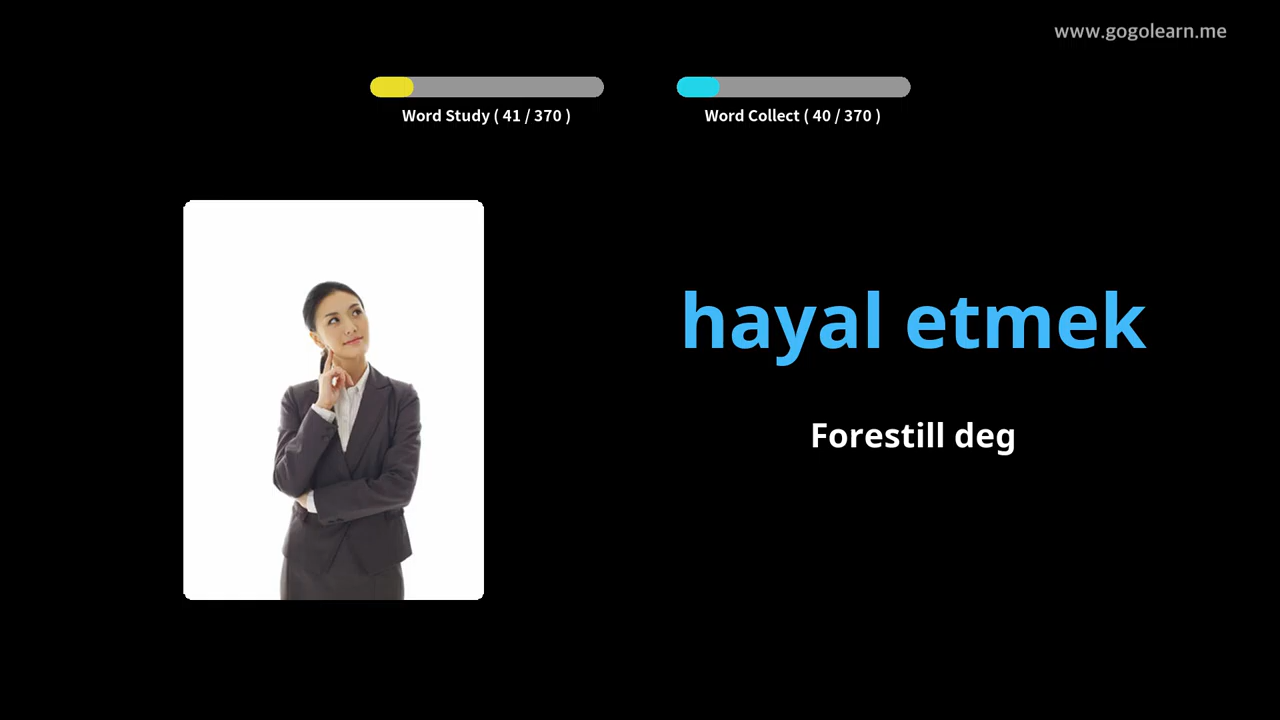 www.gogolearn.me
Word Study ( 41 / 370 )
Word Collect ( 40 / 370 )
hayal etmek
Forestill deg